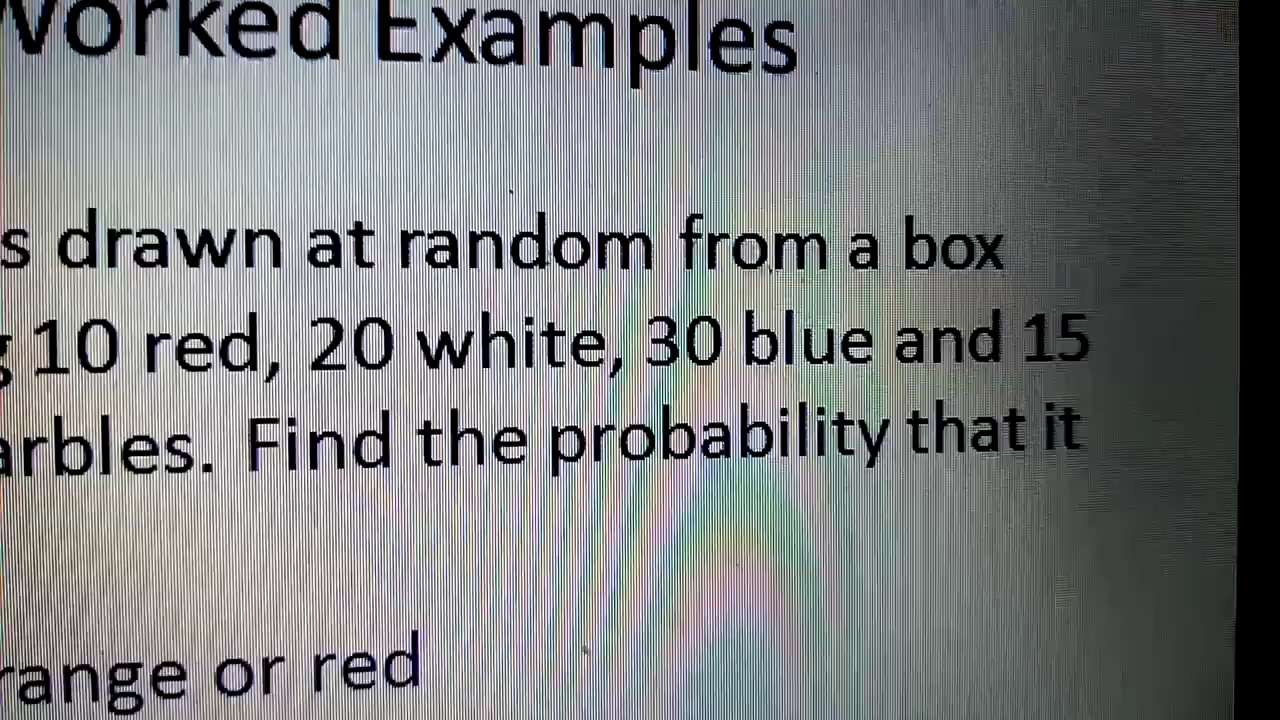 Worked Examples
s drawn at random from a box
g 10 red, 20 white, 30 blue and 15
arbles. Find the probability that it
range or red